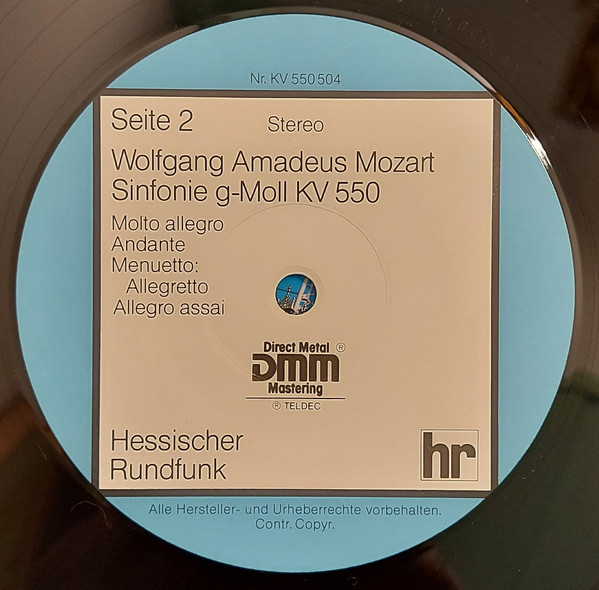 Nr. KV 550 504
Seite 2
Stereo
Wolfgang Amadeus Mozart
Sinfonie g-Moll KV 550
Molto allegro
Andante
Menuetto:
Allegretto
Allegro assai
Direct Metal ®
DMM
Mastering
® TELDEC
Hessischer
Rundfunk
hr
Alle Hersteller- und Urheberrechte vorbehalten.
Contr. Copyr.